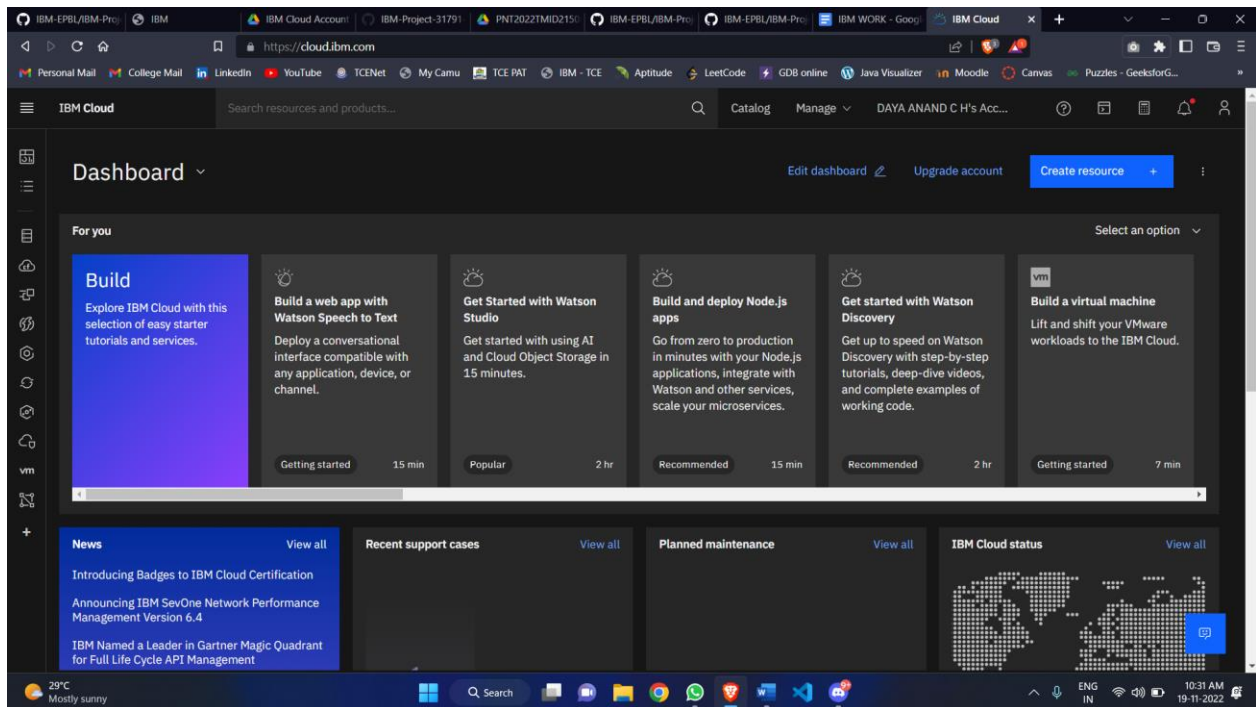 IBM-EPBL/IBM-Proj
IBM
IBM Cloud Account
IBM-Project-31791
PNT2022TMID2150
IBM-EPBL/IBM-Proj
IBM-EPBL/IBM-Proj
IBM WORK - Googl
IBM Cloud
https://cloud.ibm.com
Personal Mail
College Mail
LinkedIn
YouTube
TCENet
My Camu
TCE PAT
IBM - TCE
Aptitude
LeetCode
GDB online
Java Visualizer
Moodle
Canvas
Puzzles - GeeksforG...
IBM Cloud
Search resources and products...
Catalog
Manage
DAYA ANAND C H's Acc...
Dashboard
Edit dashboard
Upgrade account
Create resource +
For you
Select an option
Build
Explore IBM Cloud with this
selection of easy starter
tutorials and services.
Build a web app with
Watson Speech to Text
Deploy a conversational
interface compatible with
any application, device, or
channel.
Getting started
15 min
Get Started with Watson
Studio
Get started with using AI
and Cloud Object Storage in
15 minutes.
Popular
2 hr
Build and deploy Node.js
apps
Go from zero to production
in minutes with your Node.js
applications, integrate with
Watson and other services,
scale your microservices.
Recommended
15 min
Get started with Watson
Discovery
Get up to speed on Watson
Discovery with step-by-step
tutorials, deep-dive videos,
and complete examples of
working code.
Recommended
2 hr
vm
Build a virtual machine
Lift and shift your VMware
workloads to the IBM Cloud.
Getting started
7 min
vm
News
View all
Introducing Badges to IBM Cloud Certification
Announcing IBM SevOne Network Performance
Management Version 6.4
IBM Named a Leader in Gartner Magic Quadrant
for Full Life Cycle API Management
Recent support cases
View all
Planned maintenance
View all
IBM Cloud status
View all
29°C
Mostly sunny
Search
ENG
IN
10:31 AM
19-11-2022